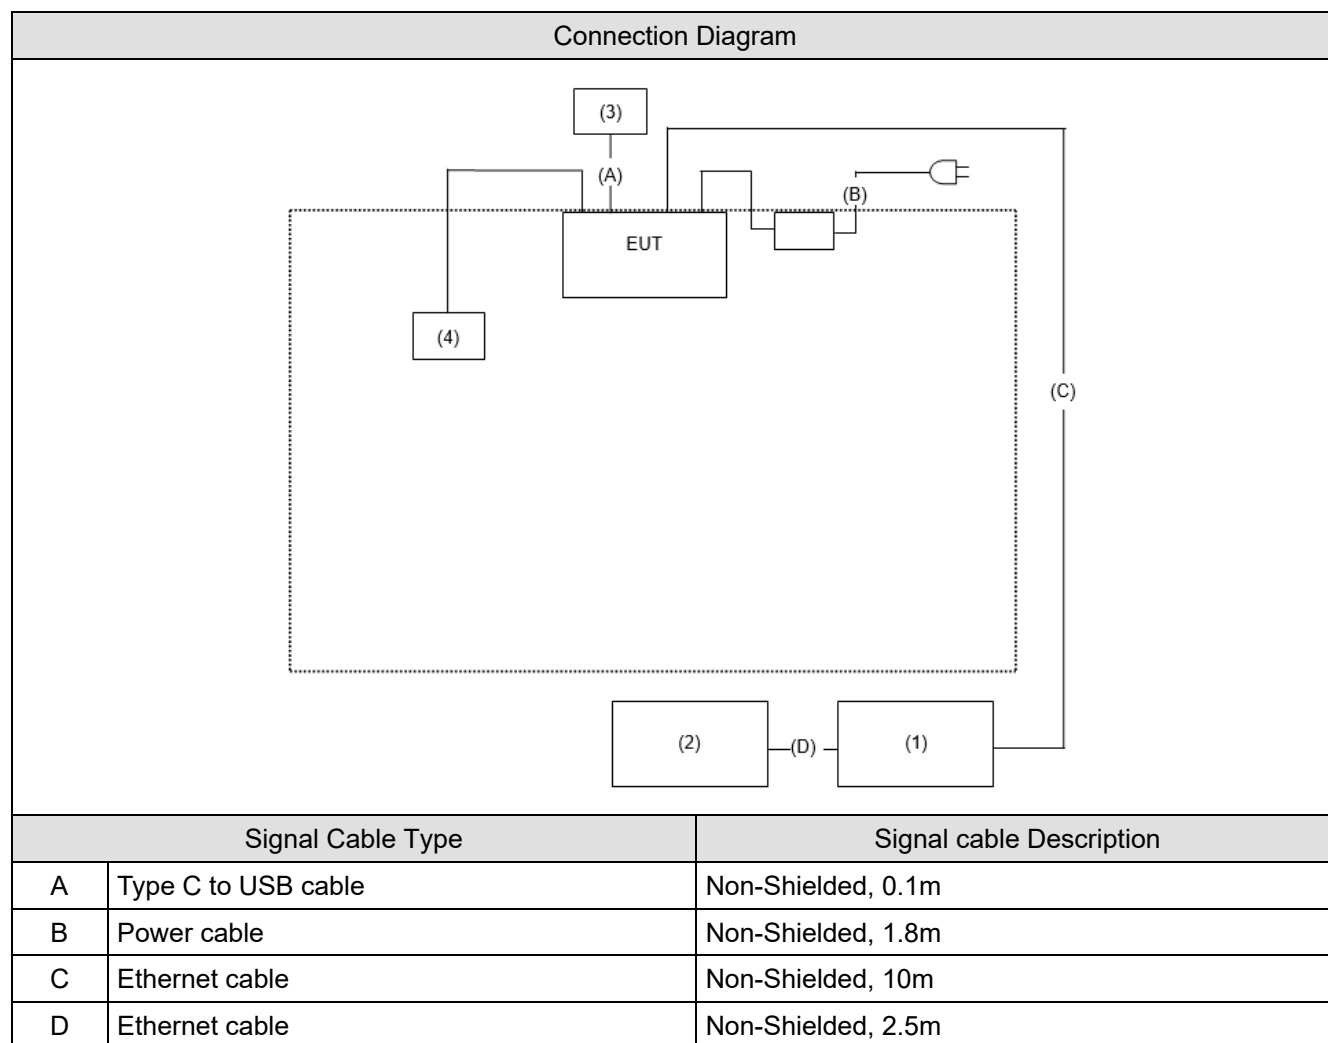 Connection Diagram
(3)
(A)
(B)
EUT
(4)
(C)
(2)
(D)
(1)
Signal Cable Type Signal cable Description
A Type C to USB cable Non-Shielded, 0.1m
B Power cable Non-Shielded, 1.8m
C Ethernet cable Non-Shielded, 10m
D Ethernet cable Non-Shielded, 2.5m